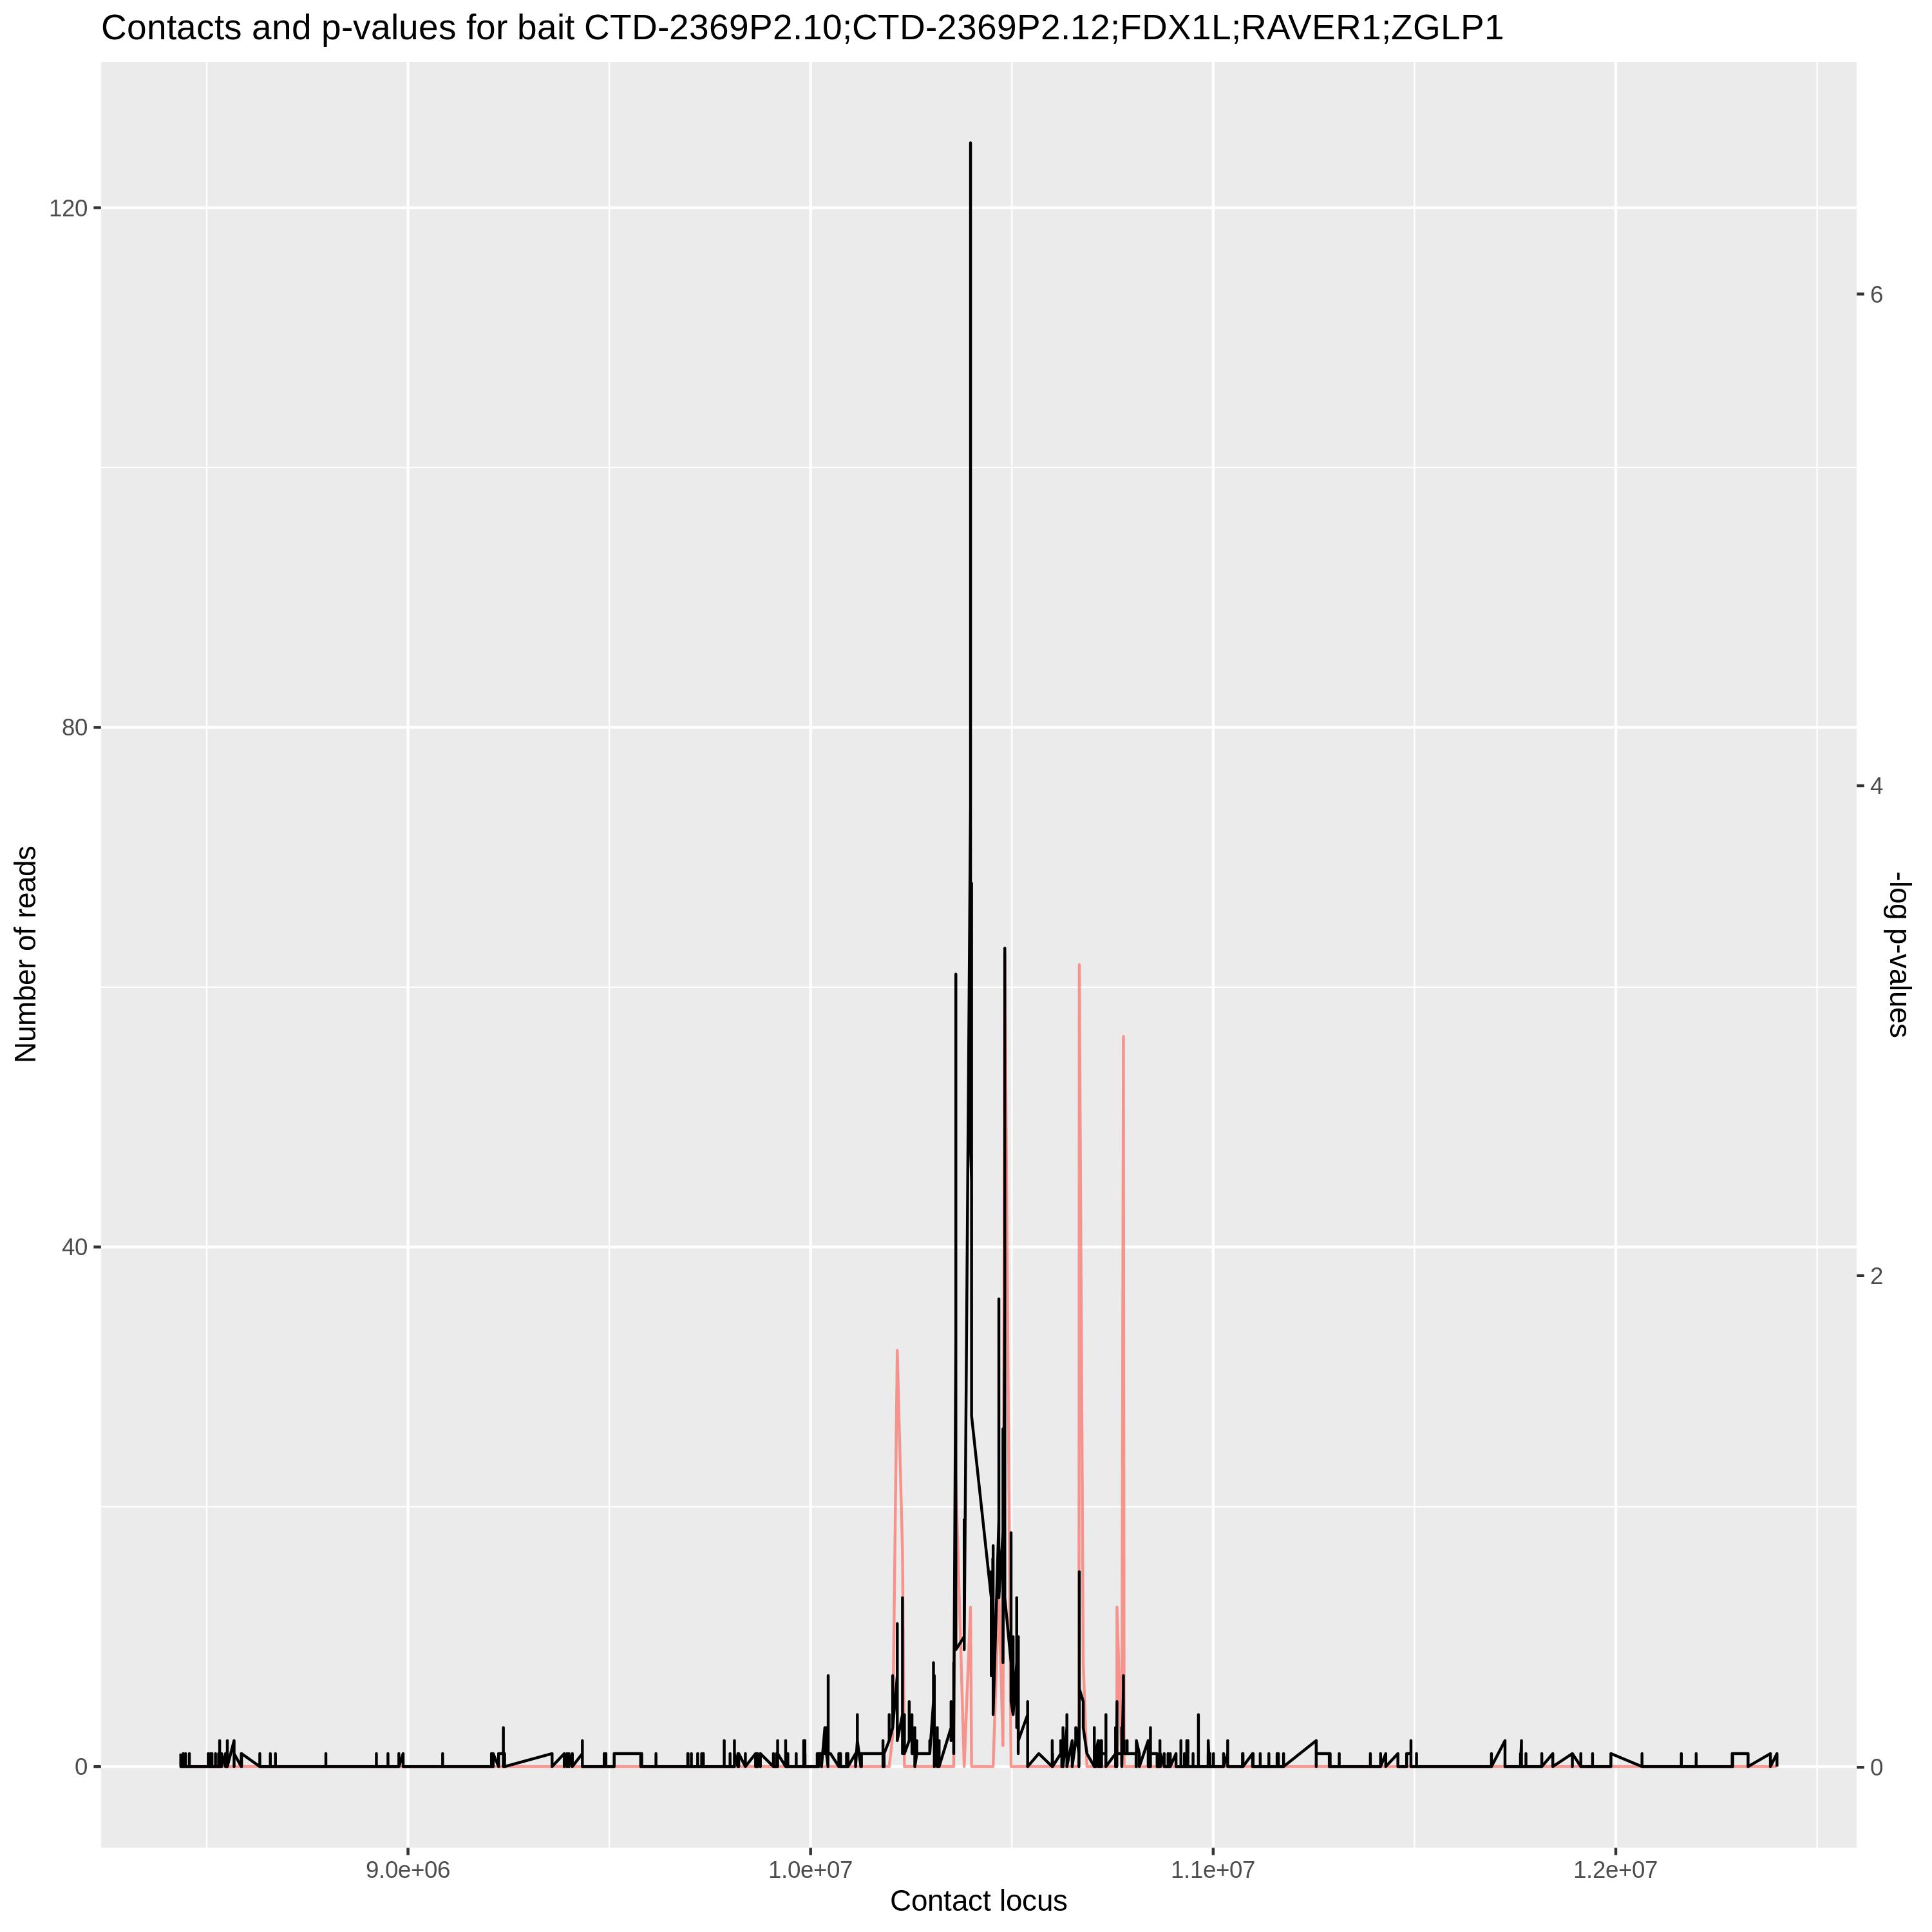 Contacts and p-values for bait CTD-2369P2.10;CTD-2369P2.12;FDX1L;RAVER1;ZGLP1
120
80
40
0
Number of reads
6
4
2
0
-log p-values
9.0e+06
1.0e+07
1.1e+07
1.2e+07
Contact locus